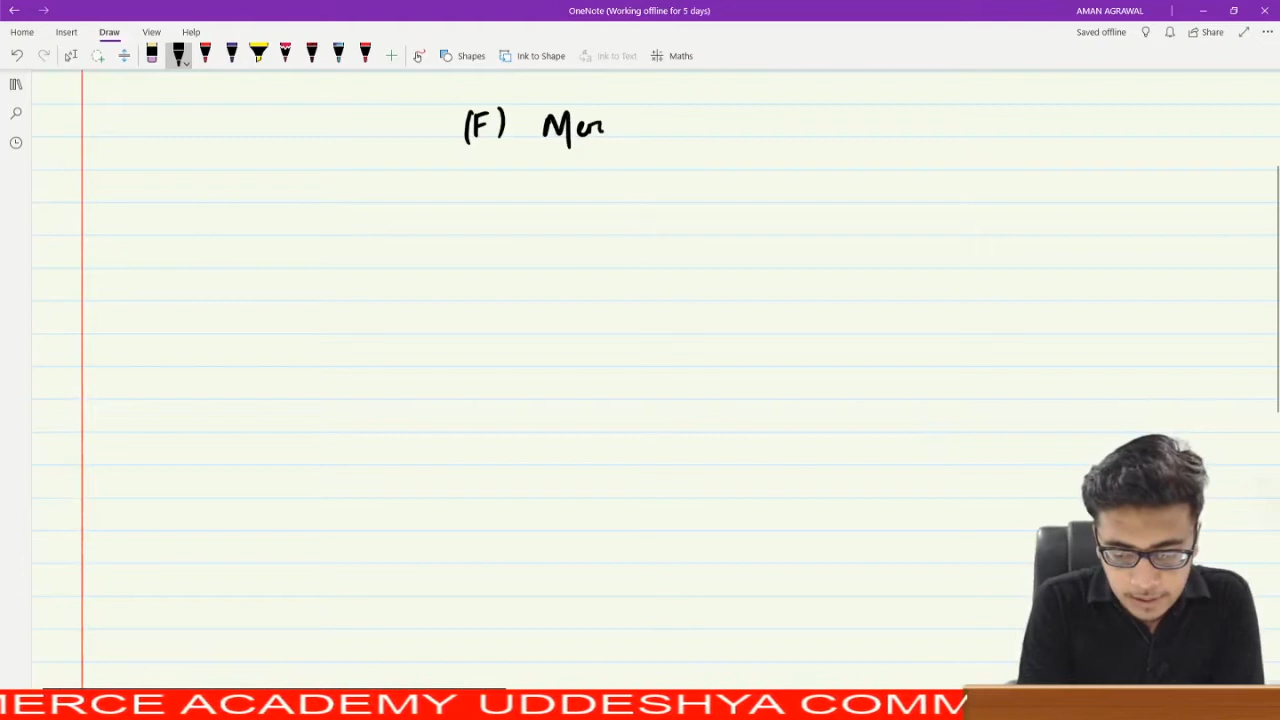 OneNote (Working offline for 5 days)
AMAN AGRAWAL
Home Insert Draw View Help
Saved offline Share
Shapes Ink to Shape Ink to Text Maths
(F) Mer
MERCE ACADEMY UDDESHYA COMM